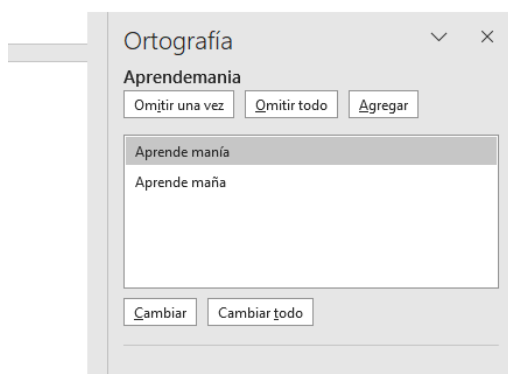 Ortografía
Aprendemania
Omitir una vez Omitir todo Agregar
Aprende manía
Aprende maña
Cambiar Cambiar todo